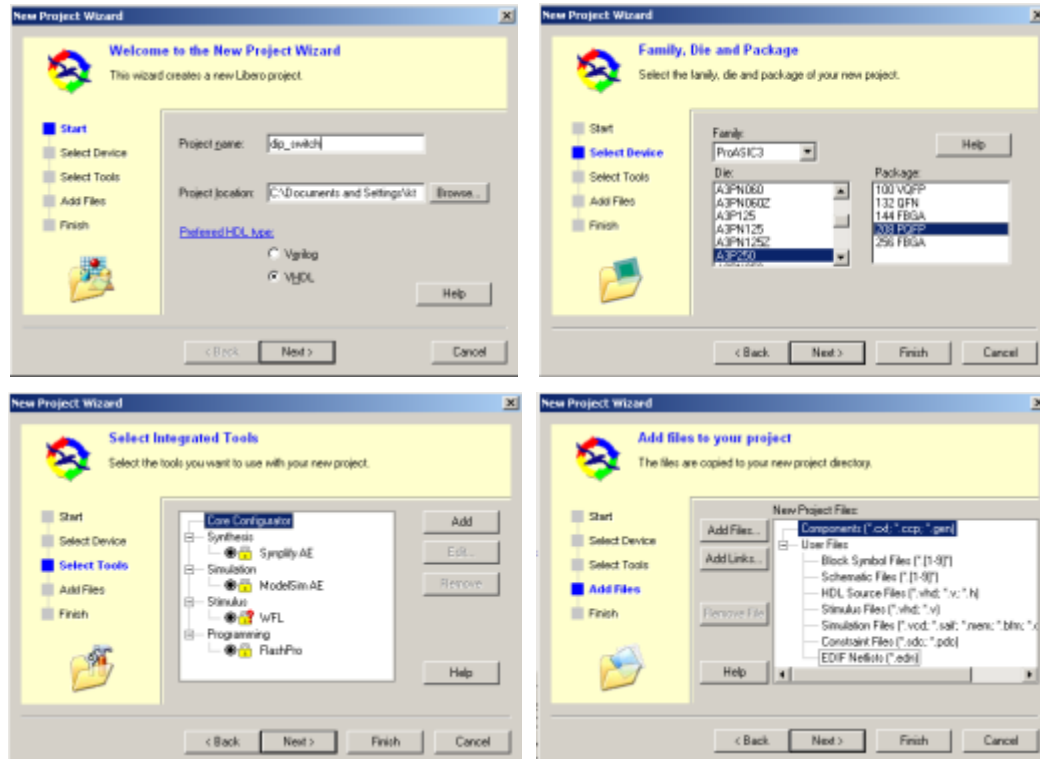 New Project Wizard
Welcome to the New Project Wizard
This wizard creates a new Libero project.
Start
Select Device
Select Tools
Add Files
Finish
Project name: dip_switch
Project location: C:\Documents and Settings\kt Browse...
Preferred HDL type:
Verilog
VHDL
Help
< Back Next > Cancel
New Project Wizard
Family, Die and Package
Select the family, die and package of your new project.
Start
Select Device
Select Tools
Add Files
Finish
Family:
ProASIC3
Help
Die:
A3PN060
A3PN060Z
A3P125
A3PN125
A3PN125Z
A3P250
Package:
100 VQFP
132 QFN
144 FBGA
208 PQFP
256 FBGA
< Back Next > Finish Cancel
New Project Wizard
Select Integrated Tools
Select the tools you want to use with your new project.
Start
Select Device
Select Tools
Add Files
Finish
Core Configurator
Synthesis
Synplify AE
Simulation
ModelSim AE
Stimulus
WFL
Programming
FlashPro
Add
Edit...
Remove
Help
< Back Next > Finish Cancel
New Project Wizard
Add files to your project
The files are copied to your new project directory.
Start
Select Device
Select Tools
Add Files
Finish
Add Files...
Add Links...
Remove File
Help
New Project Files:
Components (*.cxf; *.ccp; *.gen)
User Files
Block Symbol Files (*.[1-9]*)
Schematic Files (*.[1-9]*)
HDL Source Files (*.vhd; *.v; *.h)
Stimulus Files (*.vhd; *.v)
Simulation Files (*.vcd; *.saif; *.mem; *.bfm; *.
Constraint Files (*.sdc; *.pdc)
EDIF Netlists (*.edn)
< Back Next > Finish Cancel